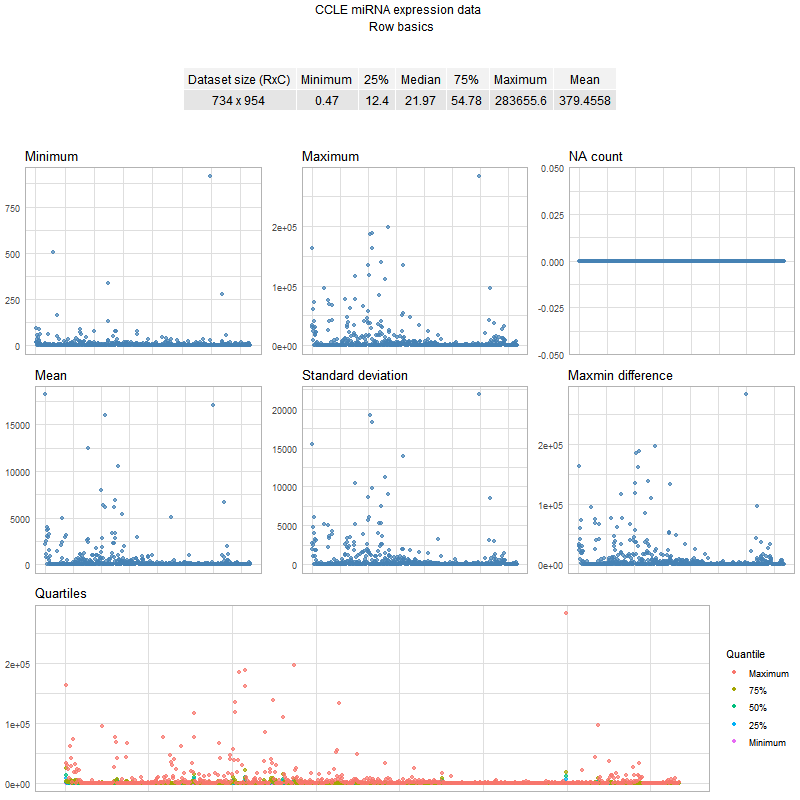 CCLE miRNA expression data
Row basics
Dataset size (RxC) Minimum 25% Median 75% Maximum Mean
734 x 954 0.47 12.4 21.97 54.78 283655.6 379.4558
Minimum
750
500
250
0
Maximum
2e+05
1e+05
0e+00
NA count
0.050
0.025
0.000
-0.025
-0.050
Mean
15000
10000
5000
0
Standard deviation
20000
15000
10000
5000
0
Maxmin difference
2e+05
1e+05
0e+00
Quartiles
2e+05
1e+05
0e+00
Quantile
Maximum
75%
50%
25%
Minimum